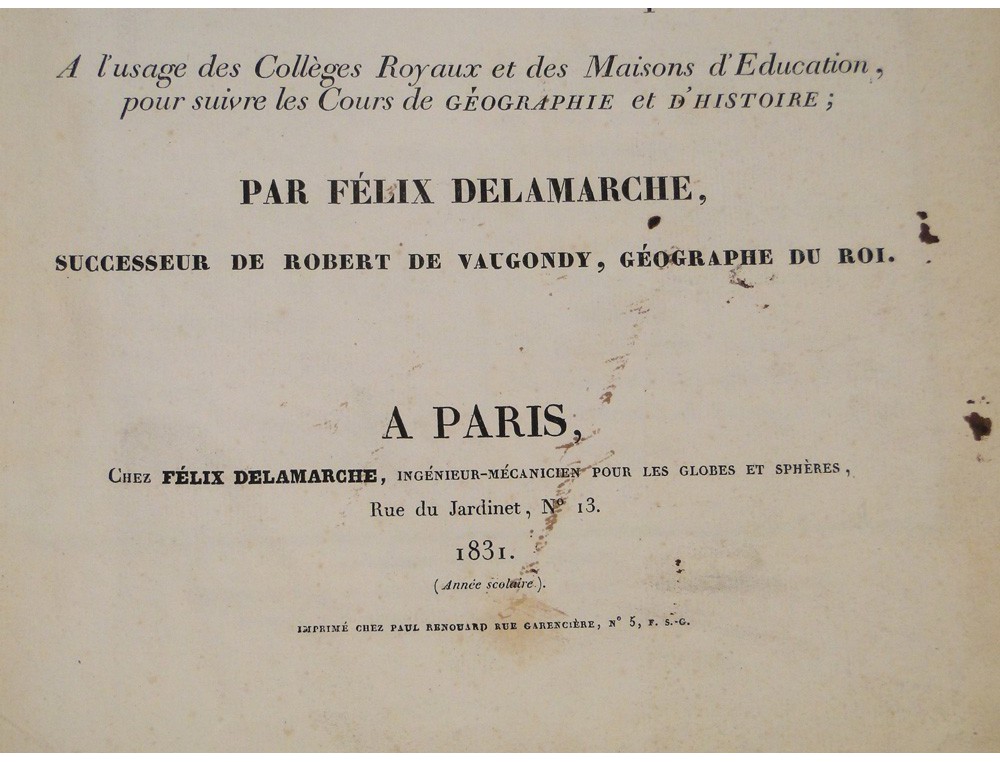 A l'usage des Collèges Royaux et des Maisons d'Education,
pour suivre les Cours de GÉOGRAPHIE et D'HISTOIRE;
PAR FÉLIX DELAMARCHE,
SUCCESSEUR DE ROBERT DE VAUGONDY, GÉOGRAPHE DU ROI.
A PARIS,
CHEZ FÉLIX DELAMARCHE, INGÉNIEUR-MÉCANICIEN POUR LES GLOBES ET SPHÈRES,
Rue du Jardinet, N° 13.
1831.
(Année scolaire).
IMPRIMÉ CHEZ PAUL RENOUARD RUE GARENCIÈRE, N° 5, F. S.-G.